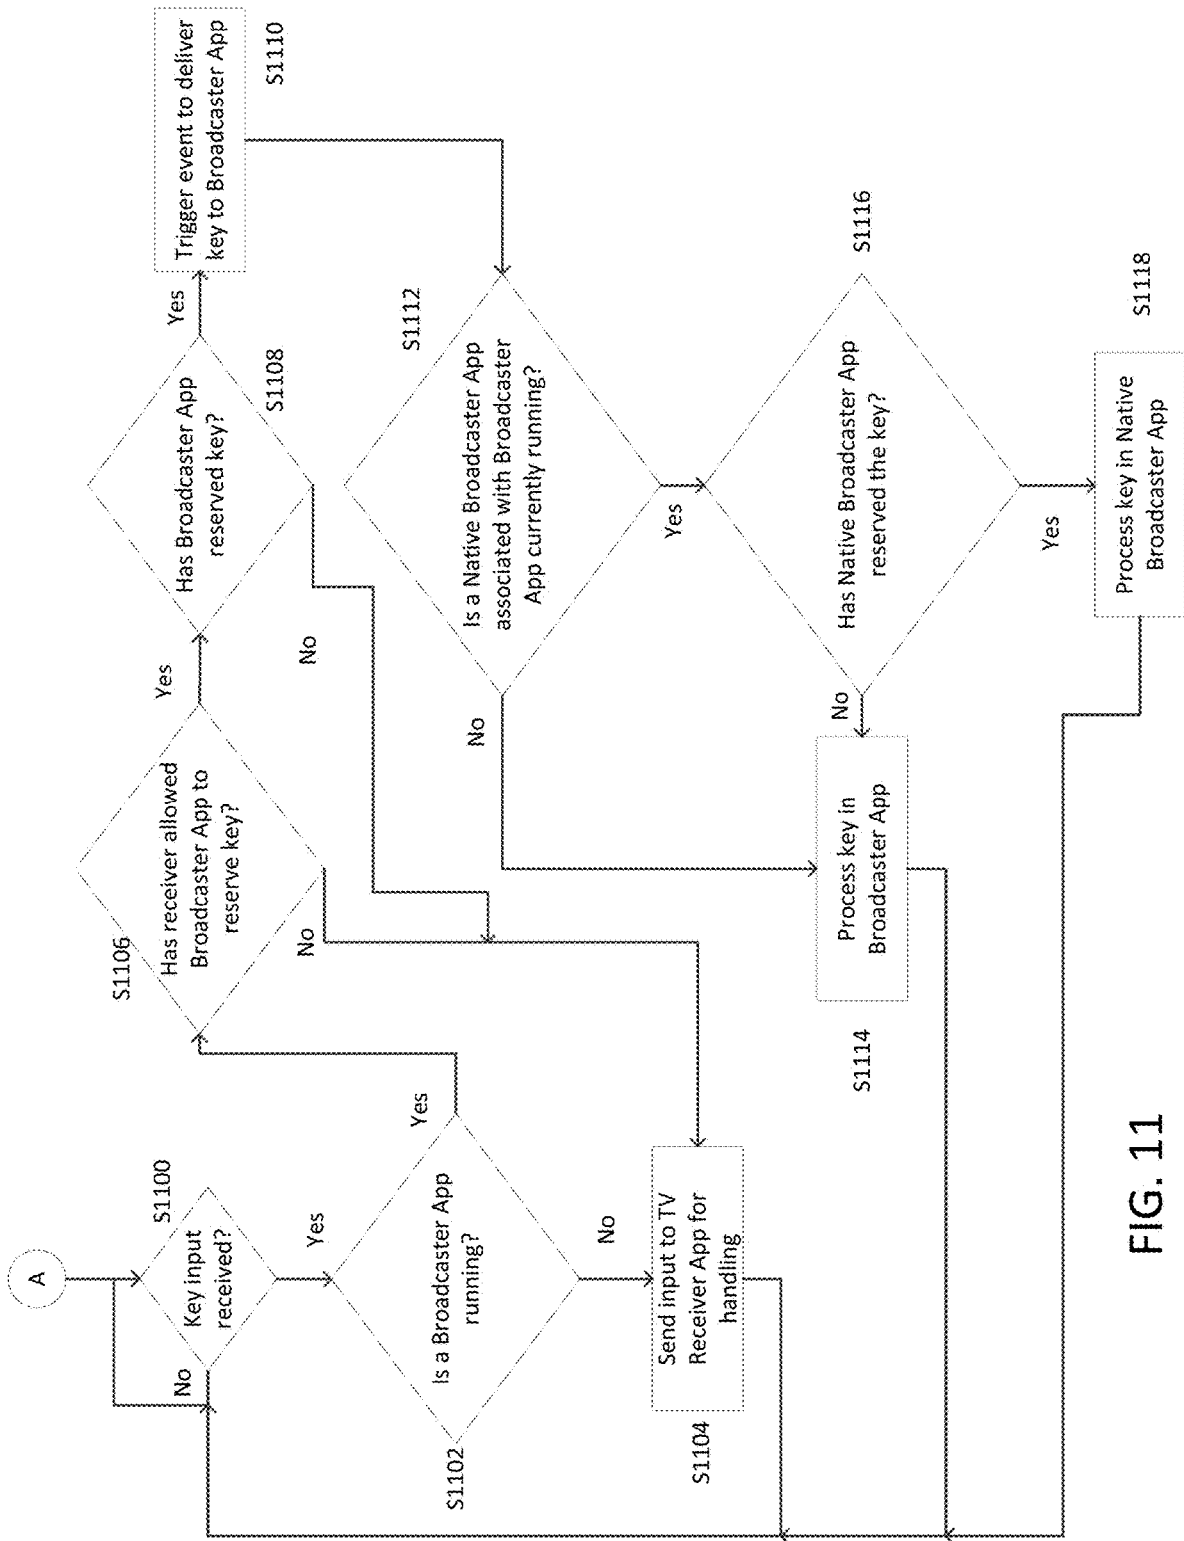 A
S1100
Key input
received?
No
Yes
S1102
Is a Broadcaster App
running?
Yes
No
S1104
Send input to TV
Receiver App for
handling
S1106
Has receiver allowed
Broadcaster App to
reserve key?
Yes
No
S1108
Has Broadcaster App
reserved key?
Yes
No
S1110
Trigger event to deliver
key to Broadcaster App
S1112
Is a Native Broadcaster App
associated with Broadcaster
App currently running?
No
Yes
S1114
Process key in
Broadcaster App
S1116
Has Native Broadcaster App
reserved the key?
No
Yes
S1118
Process key in Native
Broadcaster App
FIG. 11